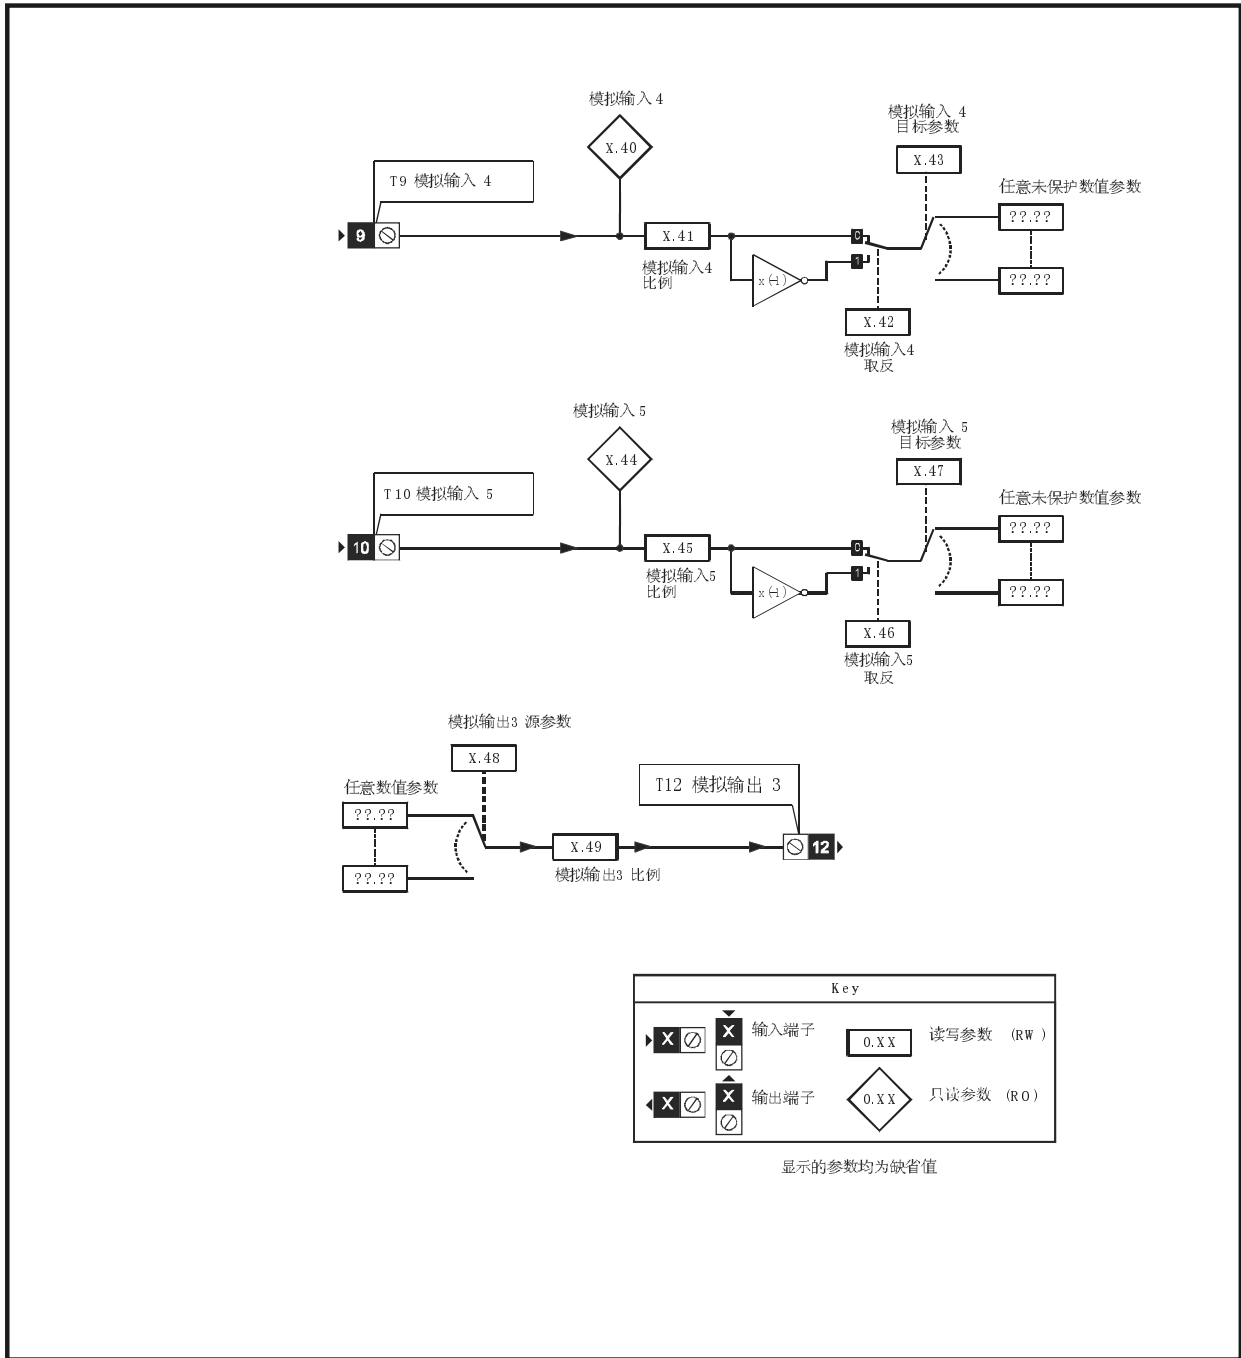 模拟输入 4
X.40
模拟输入 4
目标参数
X.43
T9 模拟输入 4
9
任意未保护数值参数
??.??
X.41
模拟输入4
比例
x(-1)
0
1
??.??
X.42
模拟输入4
取反
模拟输入 5
X.44
模拟输入 5
目标参数
X.47
T10 模拟输入 5
10
任意未保护数值参数
??.??
X.45
模拟输入5
比例
x(-1)
0
1
??.??
X.46
模拟输入5
取反
模拟输出3 源参数
X.48
任意数值参数
??.??
??.??
X.49
模拟输出3 比例
T12 模拟输出 3
12
Key
X
X
输入端子
0.XX
读写参数 (RW)
X
X
输出端子
0.XX
只读参数 (RO)
显示的参数均为缺省值